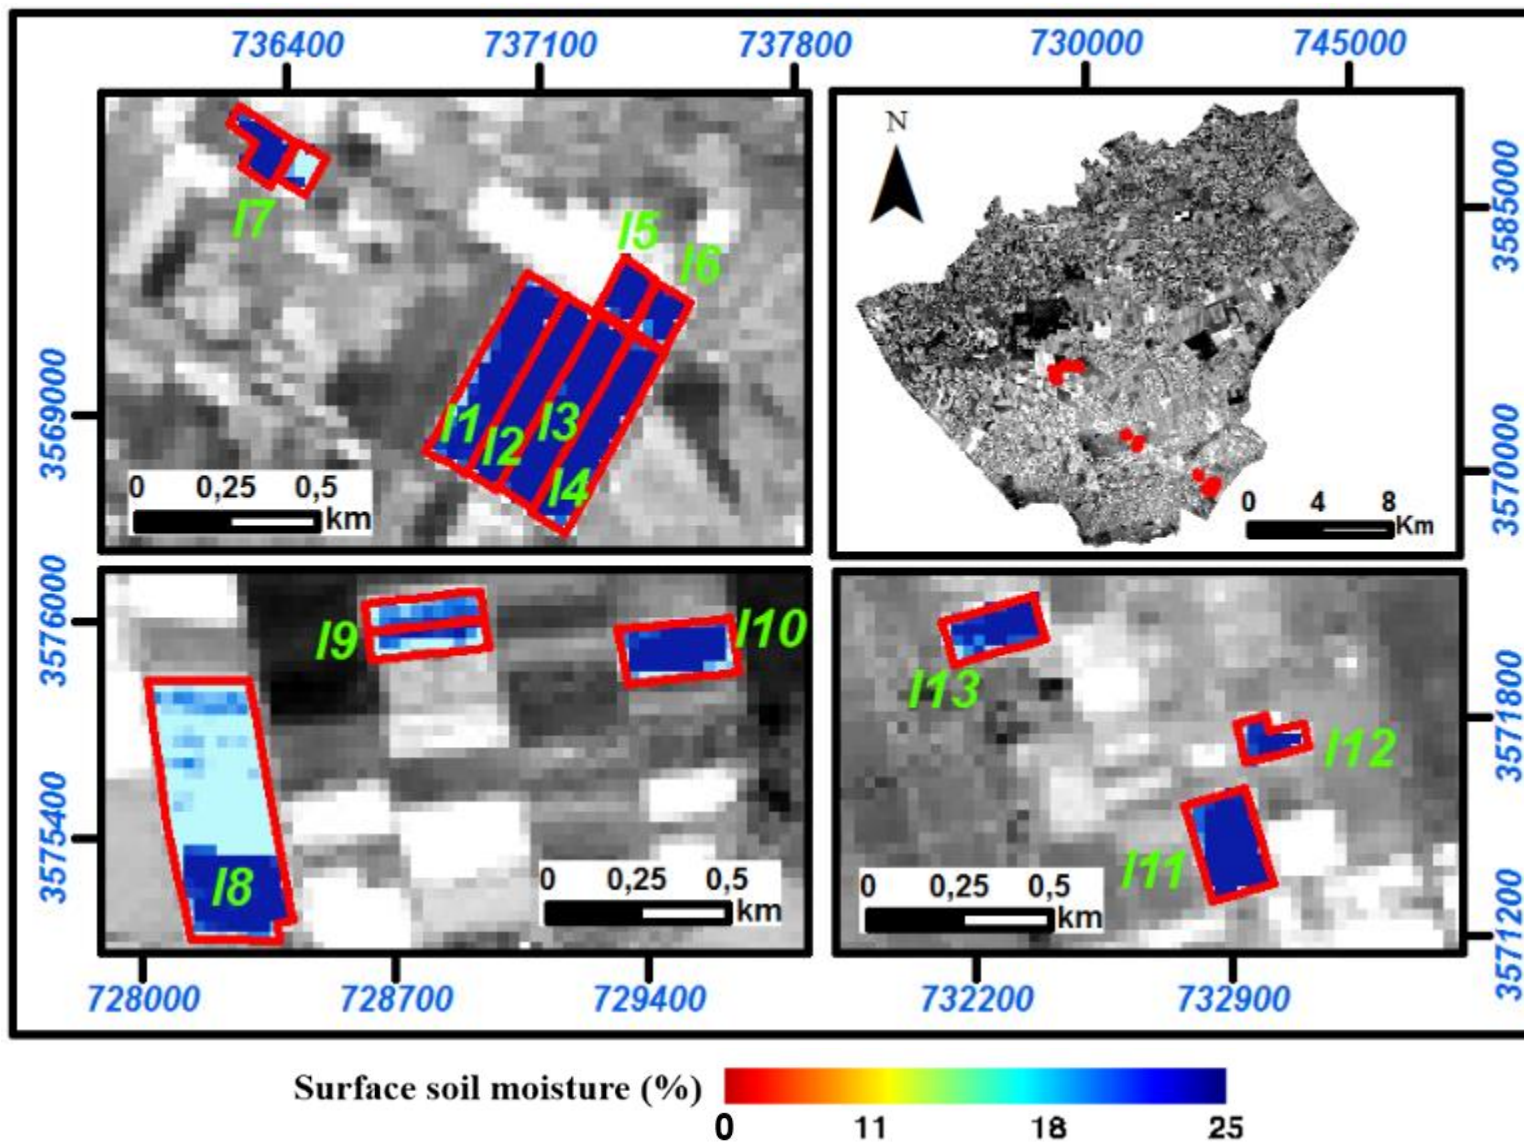 736400 737100 737800 730000 745000
N
I7
I5
I6
I1
I2
I3
I4
3569000
0 0,25 0,5
km
3585000
3570000
0 4 8
Km
3576000
3575400
I9
I10
I8
0 0,25 0,5
km
I13
I12
I11
0 0,25 0,5
km
3571800
3571200
728000 728700 729400 732200 732900
Surface soil moisture (%)
0 11 18 25